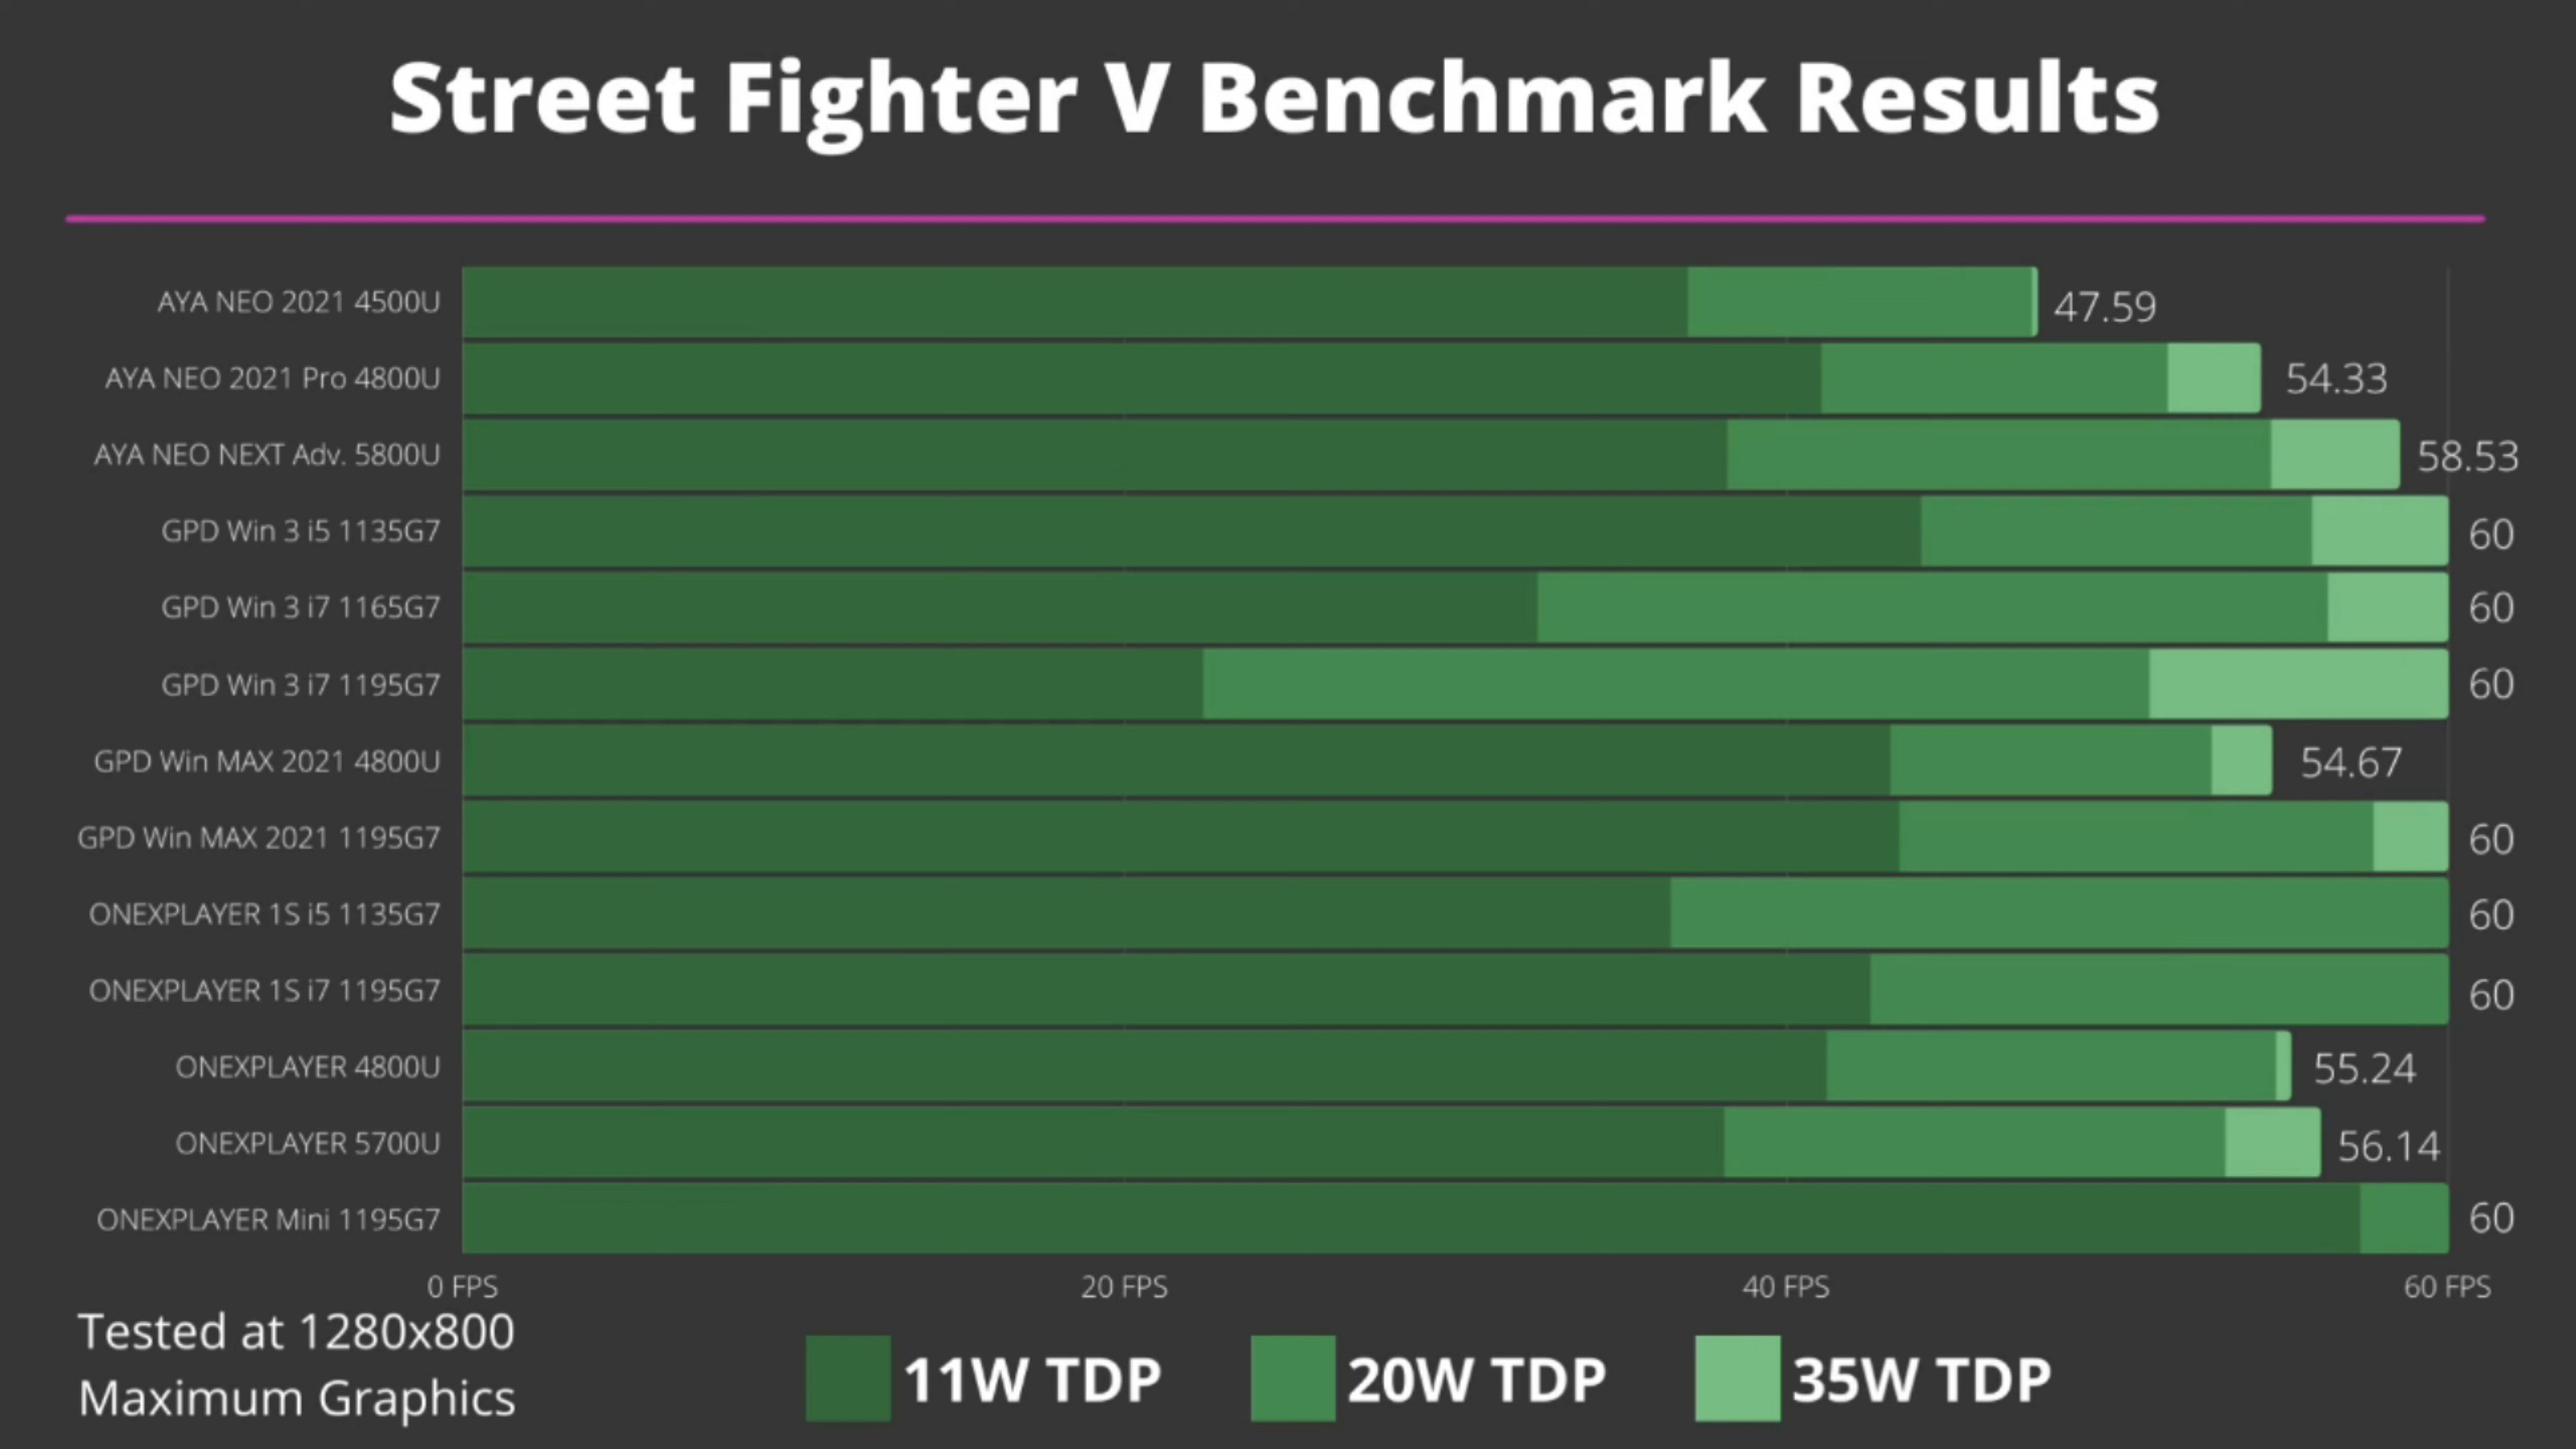 Street Fighter V Benchmark Results
AYA NEO 2021 4500U 47.59
AYA NEO 2021 Pro 4800U 54.33
AYA NEO NEXT Adv. 5800U 58.53
GPD Win 3 i5 1135G7 60
GPD Win 3 i7 1165G7 60
GPD Win 3 i7 1195G7 60
GPD Win MAX 2021 4800U 54.67
GPD Win MAX 2021 1195G7 60
ONEXPLAYER 1S i5 1135G7 60
ONEXPLAYER 1S i7 1195G7 60
ONEXPLAYER 4800U 55.24
ONEXPLAYER 5700U 56.14
ONEXPLAYER Mini 1195G7 60
0 FPS 20 FPS 40 FPS 60 FPS
Tested at 1280x800
Maximum Graphics
11W TDP 20W TDP 35W TDP